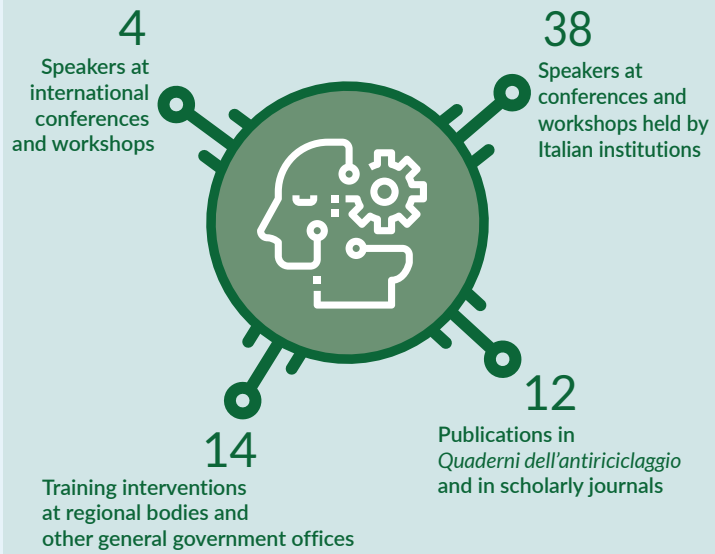 4
Speakers at
international
conferences
and workshops
38
Speakers at
conferences and
workshops held by
Italian institutions
14
Training interventions
at regional bodies and
other general government offices
12
Publications in
Quaderni dell'antiriciclaggio
and in scholarly journals